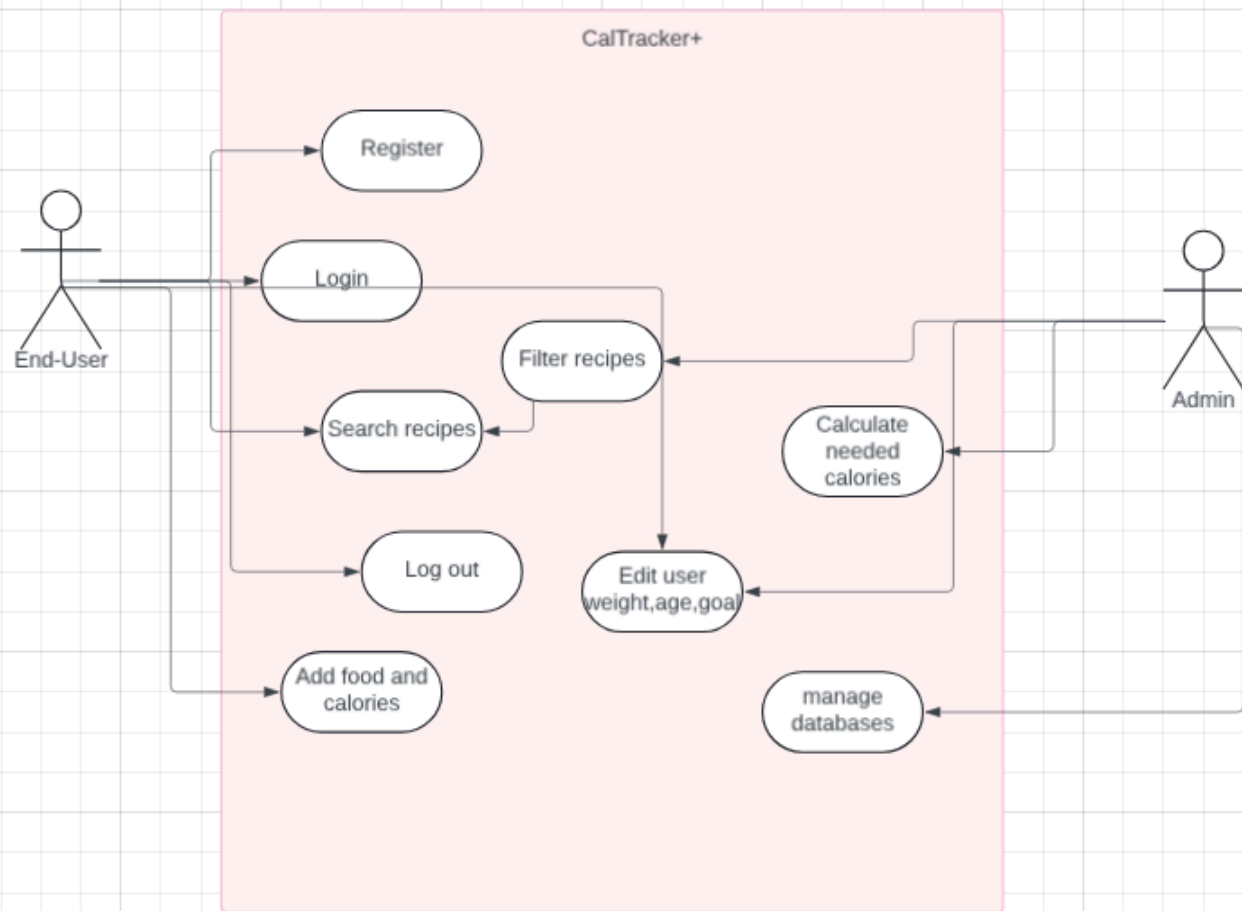 CalTracker+
Register
Login
End-User
Filter recipes
Search recipes
Admin
Calculate
needed
calories
Log out
Edit user
weight,age,goal
Add food and
calories
manage
databases